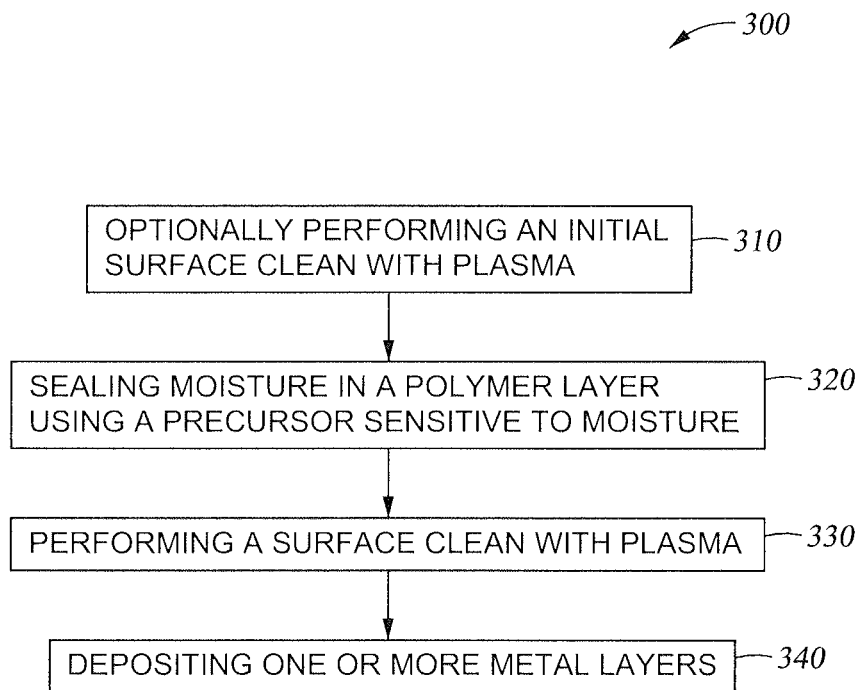 300
OPTIONALLY PERFORMING AN INITIAL
SURFACE CLEAN WITH PLASMA
310
SEALING MOISTURE IN A POLYMER LAYER
USING A PRECURSOR SENSITIVE TO MOISTURE
320
PERFORMING A SURFACE CLEAN WITH PLASMA
330
DEPOSITING ONE OR MORE METAL LAYERS
340